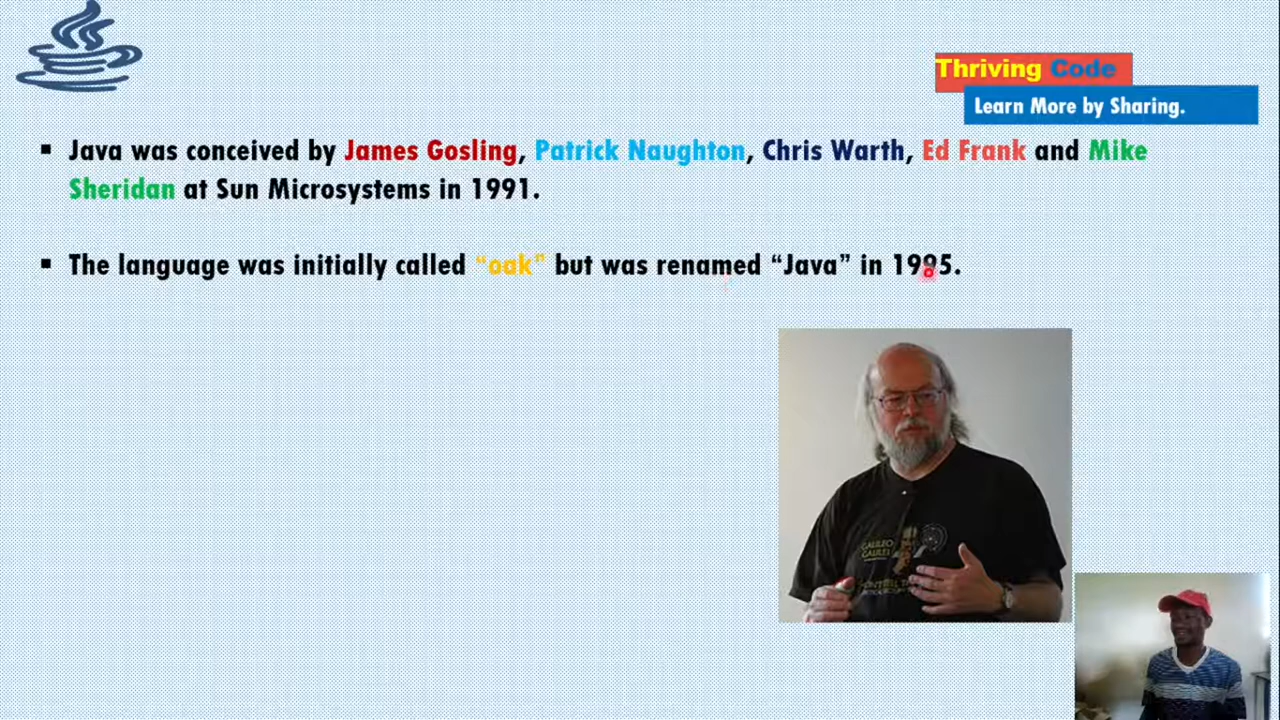 Thriving Code
Learn More by Sharing.
Java was conceived by James Gosling, Patrick Naughton, Chris Warth, Ed Frank and Mike
Sheridan at Sun Microsystems in 1991.
The language was initially called “oak” but was renamed “Java” in 1995.
GALILEO
GALILEI